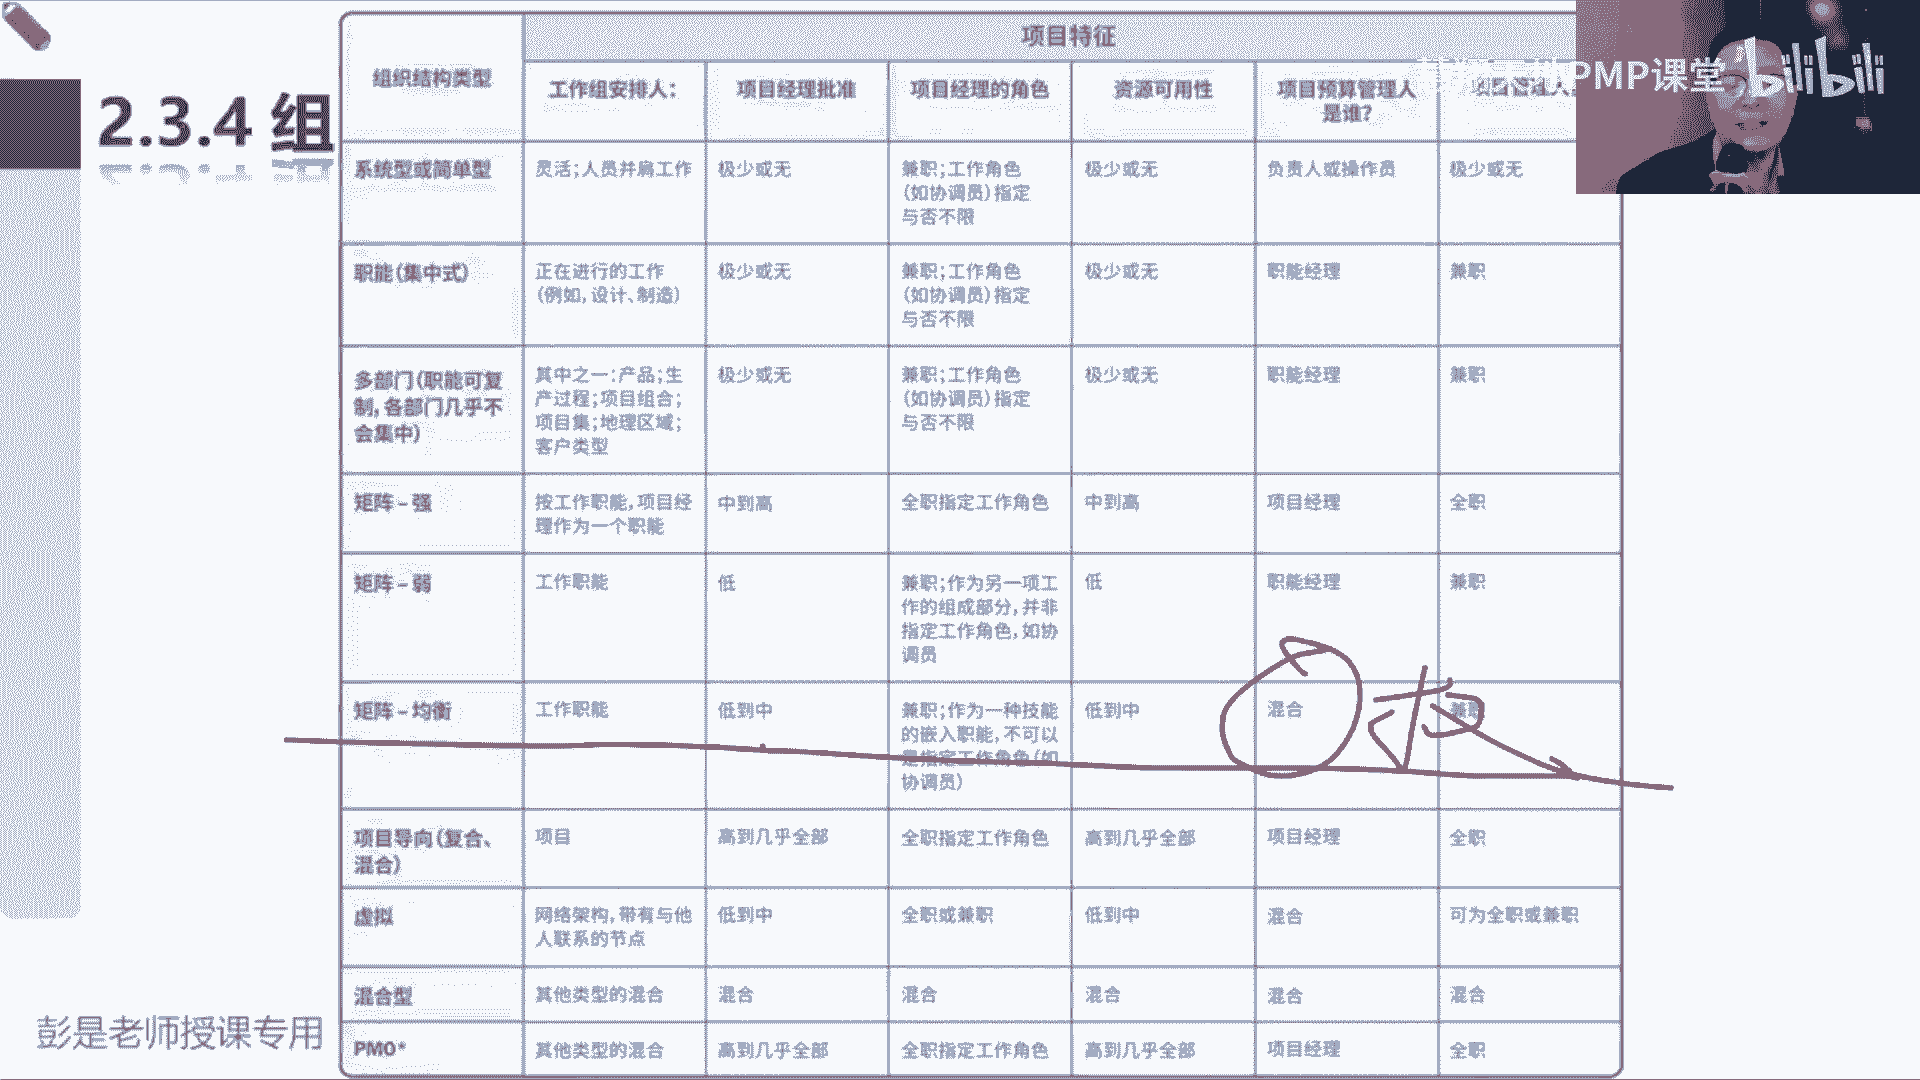 2.3.4 组
项目特征
组织结构类型
工作组安排人：
项目经理批准
项目经理的角色
资源可用性
项目预算管理人
是谁？
PMP课堂
bilibili
系统型或简单型
灵活；人员并肩工作
极少或无
兼职；工作角色
（如协调员）指定
与否不限
极少或无
负责人或操作员
极少或无
职能（集中式）
正在进行的工作
（例如，设计、制造）
极少或无
兼职；工作角色
（如协调员）指定
与否不限
极少或无
职能经理
兼职
多部门（职能可复
制，各部门几乎不
会集中）
其中之一：产品；生
产过程；项目组合；
项目集；地理区域；
客户类型
极少或无
兼职；工作角色
（如协调员）指定
与否不限
极少或无
职能经理
兼职
矩阵－强
按工作职能，项目经
理作为一个职能
中到高
全职指定工作角色
中到高
项目经理
全职
矩阵－弱
工作职能
低
兼职；作为另一项工
作的组成部分，并非
指定工作角色，如协
调员
低
职能经理
兼职
矩阵－均衡
工作职能
低到中
兼职；作为一种技能
的嵌入职能，不可以
是指定工作角色（如
协调员）
低到中
混合
兼职
项目导向（复合、
混合）
项目
高到几乎全部
全职指定工作角色
高到几乎全部
项目经理
全职
虚拟
网络架构，带有与他
人联系的节点
低到中
全职或兼职
低到中
混合
可为全职或兼职
混合型
其他类型的混合
混合
混合
混合
混合
混合
PMO*
其他类型的混合
高到几乎全部
全职指定工作角色
高到几乎全部
项目经理
全职
彭是老师授课专用